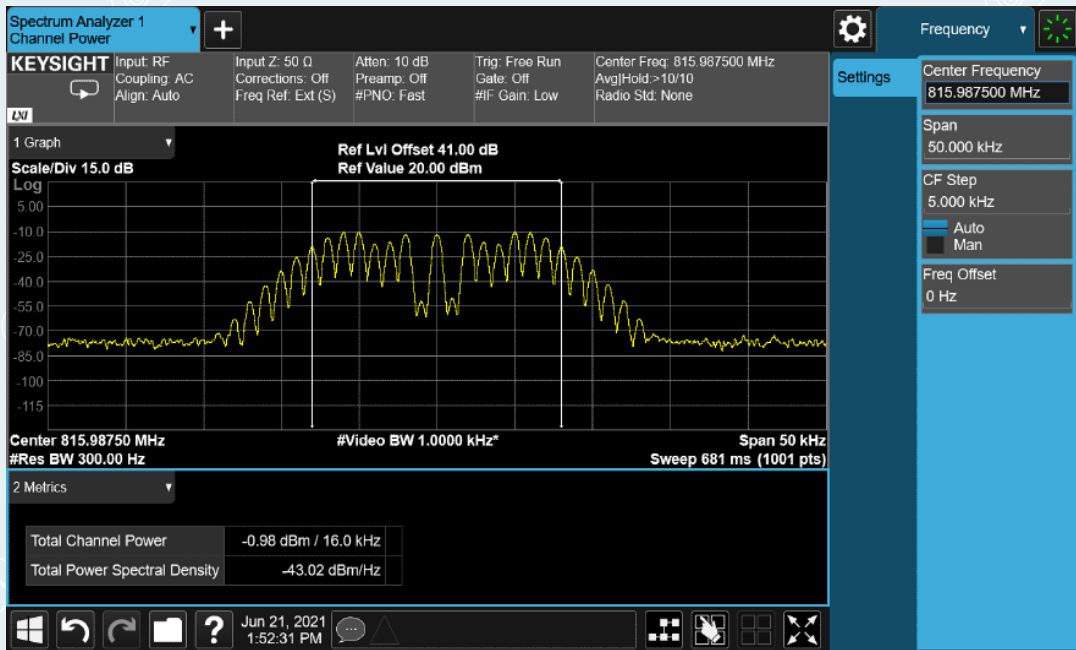 Spectrum Analyzer 1
Channel Power
+
Frequency
KEYSIGHT
LXI
Input: RF
Coupling: AC
Align: Auto
Input Z: 50 Ω
Corrections: Off
Freq Ref: Ext (S)
Atten: 10 dB
Preamp: Off
#PNO: Fast
Trig: Free Run
Gate: Off
#IF Gain: Low
Center Freq: 815.987500 MHz
Avg|Hold:>10/10
Radio Std: None
Settings
Center Frequency
815.987500 MHz
Span
50.000 kHz
CF Step
5.000 kHz
Auto
Man
Freq Offset
0 Hz
1 Graph
Scale/Div 15.0 dB
Ref Lvl Offset 41.00 dB
Ref Value 20.00 dBm
Log
5.00
-10.0
-25.0
-40.0
-55.0
-70.0
-85.0
-100
-115
Center 815.98750 MHz
#Video BW 1.0000 kHz*
Span 50 kHz
#Res BW 300.00 Hz
Sweep 681 ms (1001 pts)
2 Metrics
Total Channel Power -0.98 dBm / 16.0 kHz
Total Power Spectral Density -43.02 dBm/Hz
?
Jun 21, 2021
1:52:31 PM